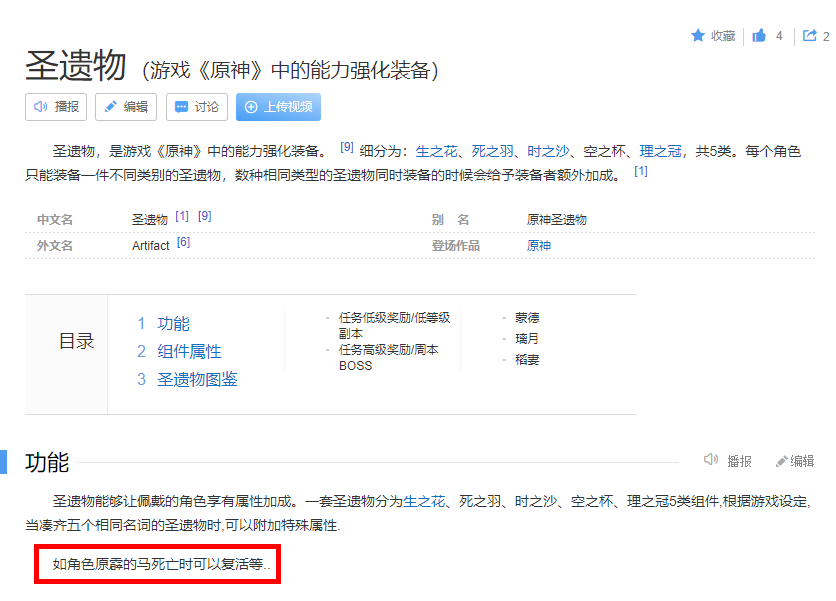 收藏 4 2
圣遗物 (游戏《原神》中的能力强化装备)
播报 编辑 讨论 上传视频
圣遗物，是游戏《原神》中的能力强化装备。 [9] 细分为：生之花、死之羽、时之沙、空之杯、理之冠，共5类。每个角色
只能装备一件不同类别的圣遗物，数种相同类型的圣遗物同时装备的时候会给予装备者额外加成。 [1]
中文名 圣遗物 [1] [9] 别 名 原神圣遗物
外文名 Artifact [6] 登场作品 原神
目录
1 功能
2 组件属性
3 圣遗物图鉴
- 任务低级奖励/低等级
副本
- 任务高级奖励/周本
BOSS
- 蒙德
- 璃月
- 稻妻
功能 播报 编辑
圣遗物能够让佩戴的角色享有属性加成。一套圣遗物分为生之花、死之羽、时之沙、空之杯、理之冠5类组件,根据游戏设定,
当凑齐五个相同名词的圣遗物时,可以附加特殊属性.
如角色原霹的马死亡时可以复活等..